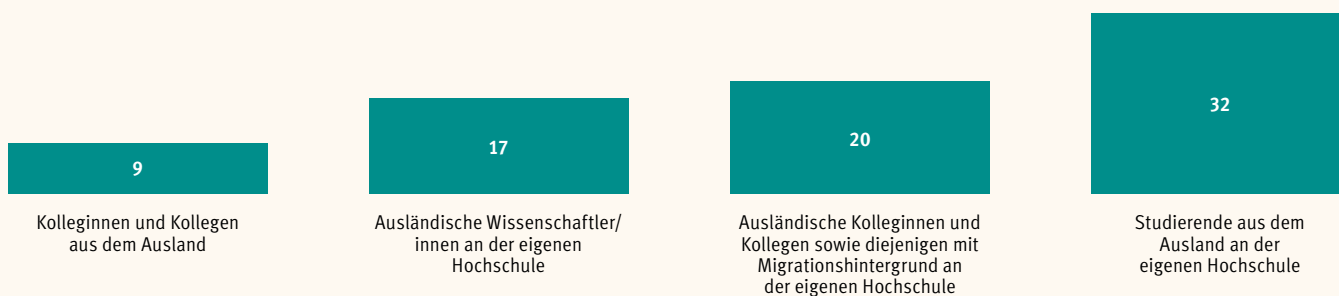 9
17
20
32
Kolleginnen und Kollegen
aus dem Ausland
Ausländische Wissenschaftler/
innen an der eigenen
Hochschule
Ausländische Kolleginnen und
Kollegen sowie diejenigen mit
Migrationshintergrund an
der eigenen Hochschule
Studierende aus dem
Ausland an der
eigenen Hochschule